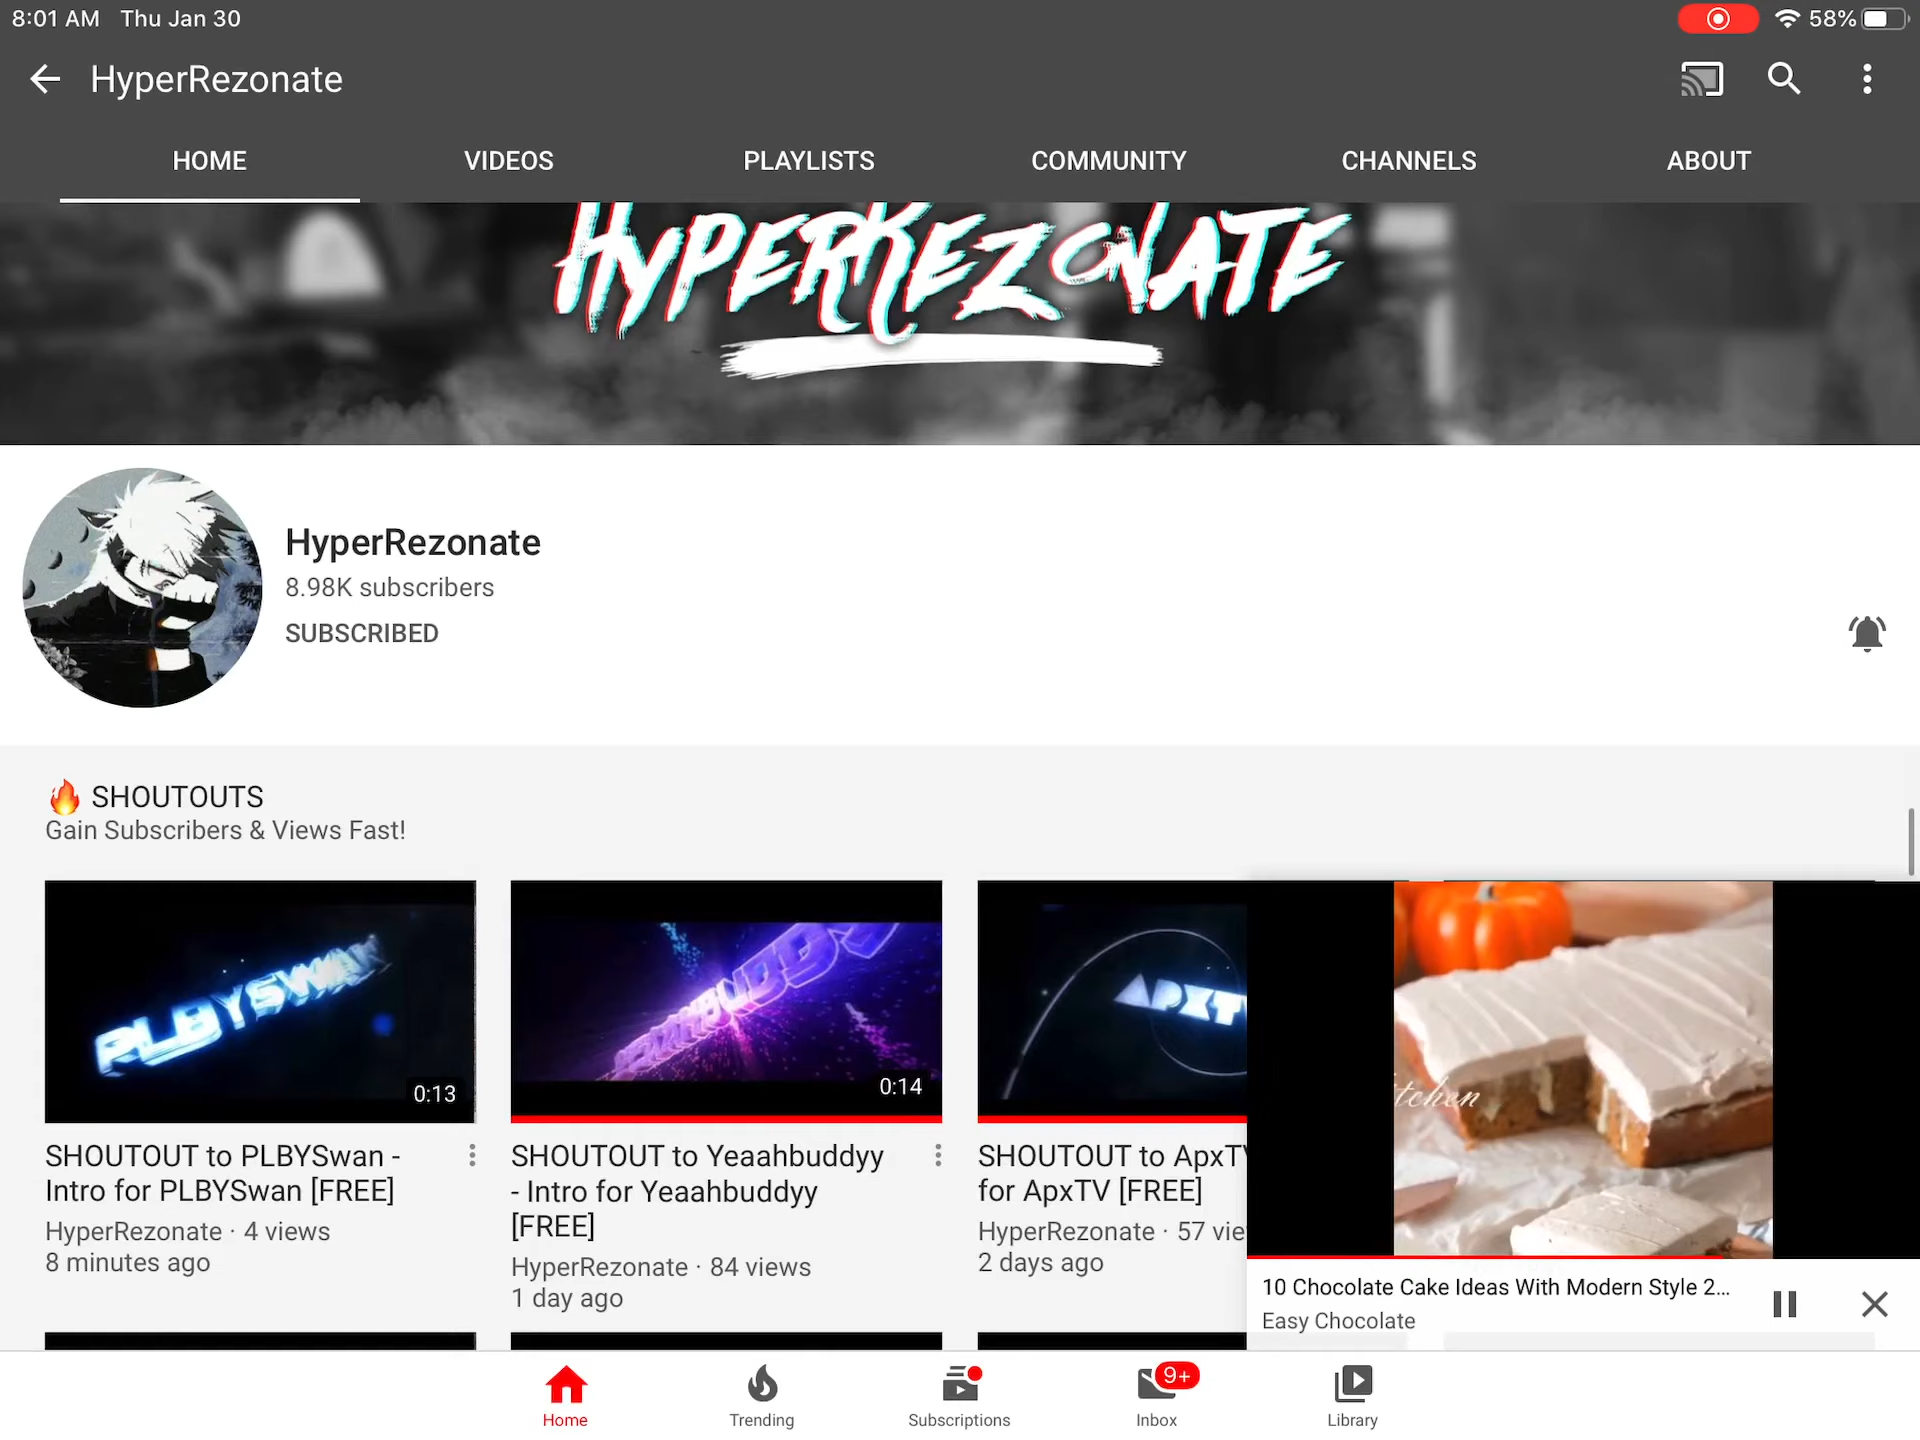 8:01 AM Thu Jan 30
58%
HyperRezonate
HOME VIDEOS PLAYLISTS COMMUNITY CHANNELS ABOUT
HYPERREZONATE
HyperRezonate
8.98K subscribers
SUBSCRIBED
🔥 SHOUTOUTS
Gain Subscribers & Views Fast!
PLBYSWAN
0:13
0:14
APXT
tchen
SHOUTOUT to PLBYSwan -
Intro for PLBYSwan [FREE]
HyperRezonate · 4 views
8 minutes ago
SHOUTOUT to Yeaahbuddyy
- Intro for Yeaahbuddyy
[FREE]
HyperRezonate · 84 views
1 day ago
SHOUTOUT to ApxTV
for ApxTV [FREE]
HyperRezonate · 57 vie
2 days ago
10 Chocolate Cake Ideas With Modern Style 2...
Easy Chocolate
9+
Home Trending Subscriptions Inbox Library